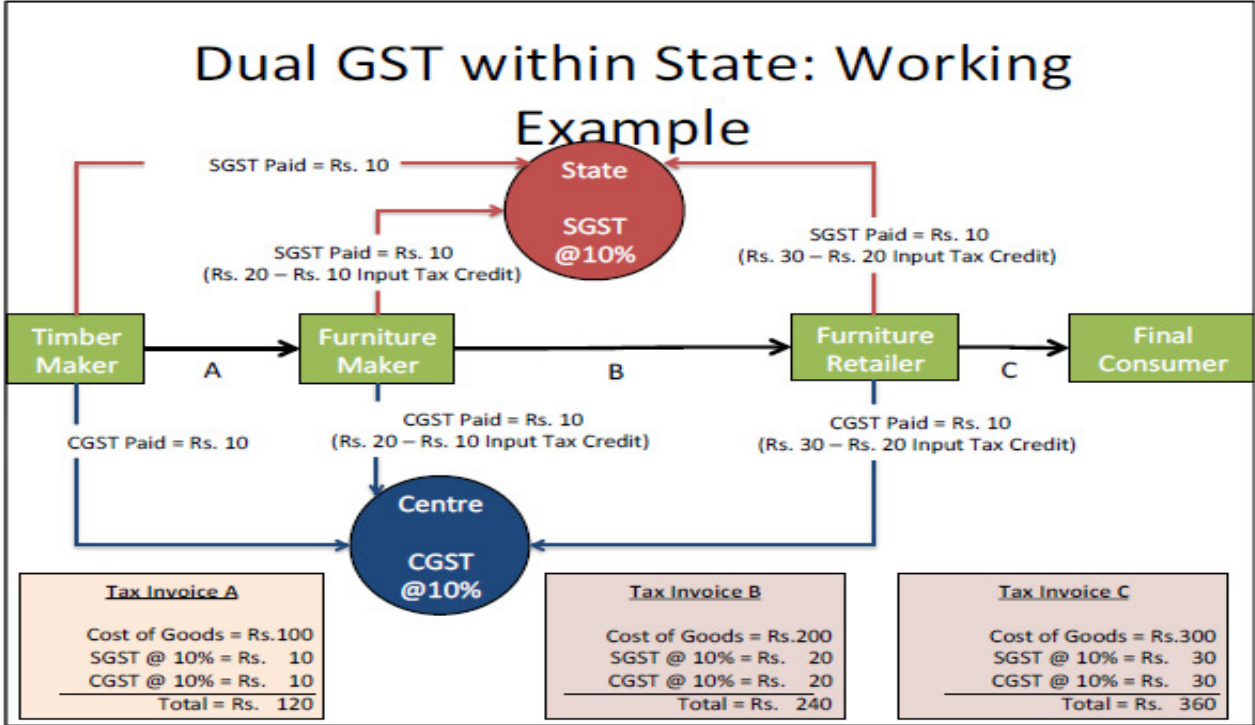 Dual GST within State: Working
Example
SGST Paid = Rs. 10
State
SGST
@10%
SGST Paid = Rs. 10
(Rs. 20 – Rs. 10 Input Tax Credit)
SGST Paid = Rs. 10
(Rs. 30 – Rs. 20 Input Tax Credit)
Timber
Maker
A
Furniture
Maker
B
Furniture
Retailer
C
Final
Consumer
CGST Paid = Rs. 10
CGST Paid = Rs. 10
(Rs. 20 – Rs. 10 Input Tax Credit)
CGST Paid = Rs. 10
(Rs. 30 – Rs. 20 Input Tax Credit)
Centre
CGST
@10%
Tax Invoice A
Cost of Goods = Rs.100
SGST @ 10% = Rs. 10
CGST @ 10% = Rs. 10
Total = Rs. 120
Tax Invoice B
Cost of Goods = Rs.200
SGST @ 10% = Rs. 20
CGST @ 10% = Rs. 20
Total = Rs. 240
Tax Invoice C
Cost of Goods = Rs.300
SGST @ 10% = Rs. 30
CGST @ 10% = Rs. 30
Total = Rs. 360